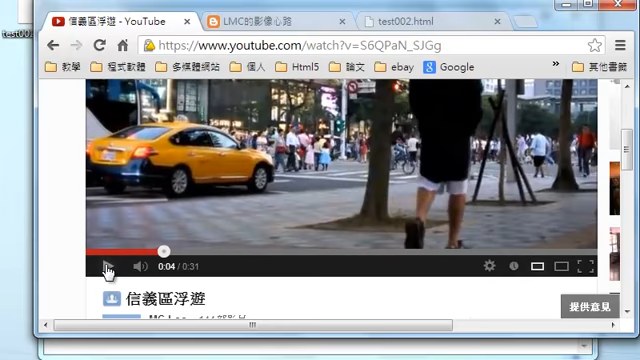 test00
信義區浮遊 - YouTube
LMC的影像心路
test002.html
https://www.youtube.com/watch?v=S6QPaN_SJGg
教學
程式軟體
多媒體網站
個人
Html5
論文
ebay
Google
»
其他書籤
0:04 / 0:31
信義區浮遊
提供意見